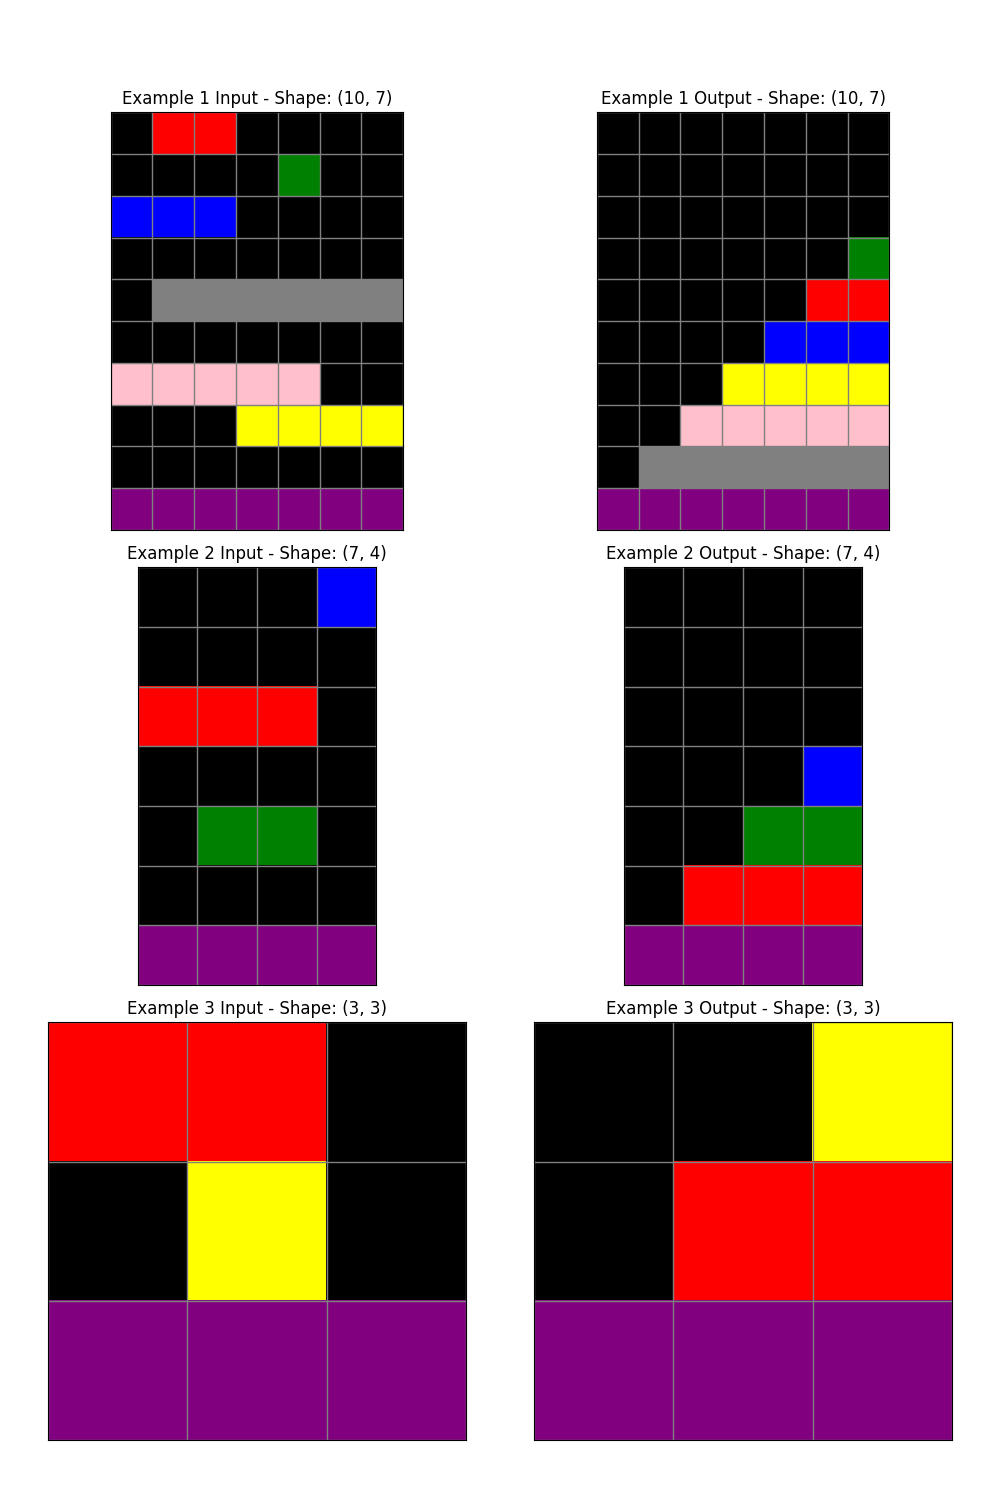 Example 1 Input - Shape: (10, 7)
Example 1 Output - Shape: (10, 7)
Example 2 Input - Shape: (7, 4)
Example 2 Output - Shape: (7, 4)
Example 3 Input - Shape: (3, 3)
Example 3 Output - Shape: (3, 3)